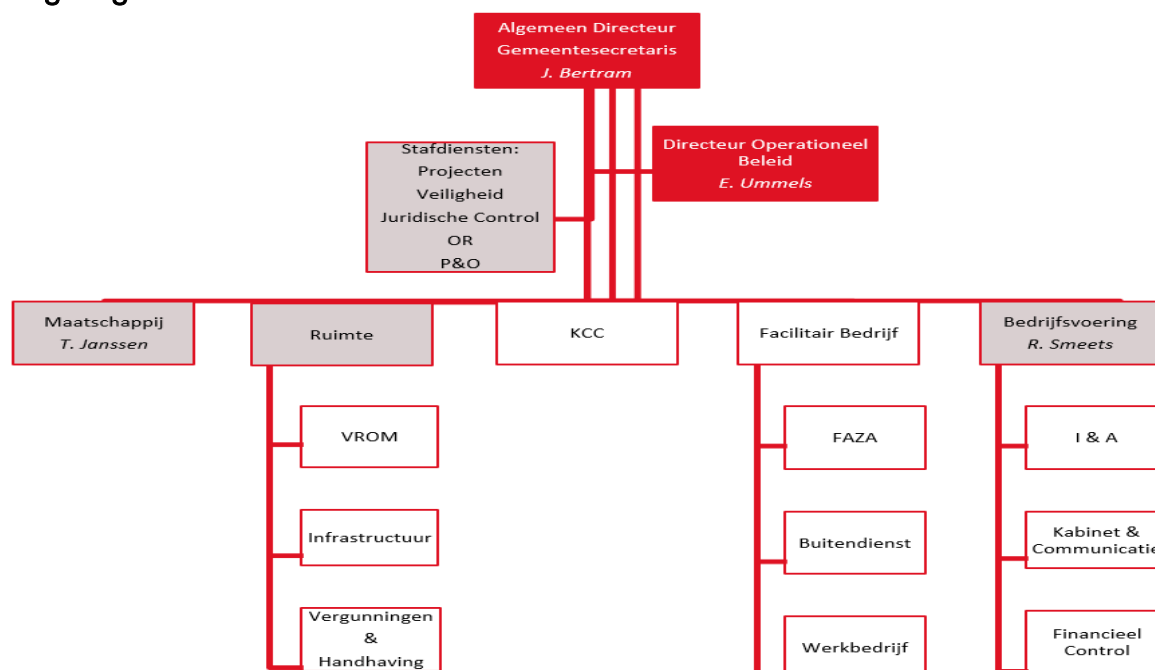 Algemeen Directeur
Gemeentesecretaris
J. Bertram
Directeur Operationeel
Beleid
E. Ummels
Stafdiensten:
Projecten
Veiligheid
Juridische Control
OR
P&O
Maatschappij
T. Janssen
Ruimte
KCC
Facilitair Bedrijf
Bedrijfsvoering
R. Smeets
VROM
FAZA
I & A
Infrastructuur
Buitendienst
Kabinet &
Communicatie
Vergunningen
&
Handhaving
Werkbedrijf
Financieel
Control